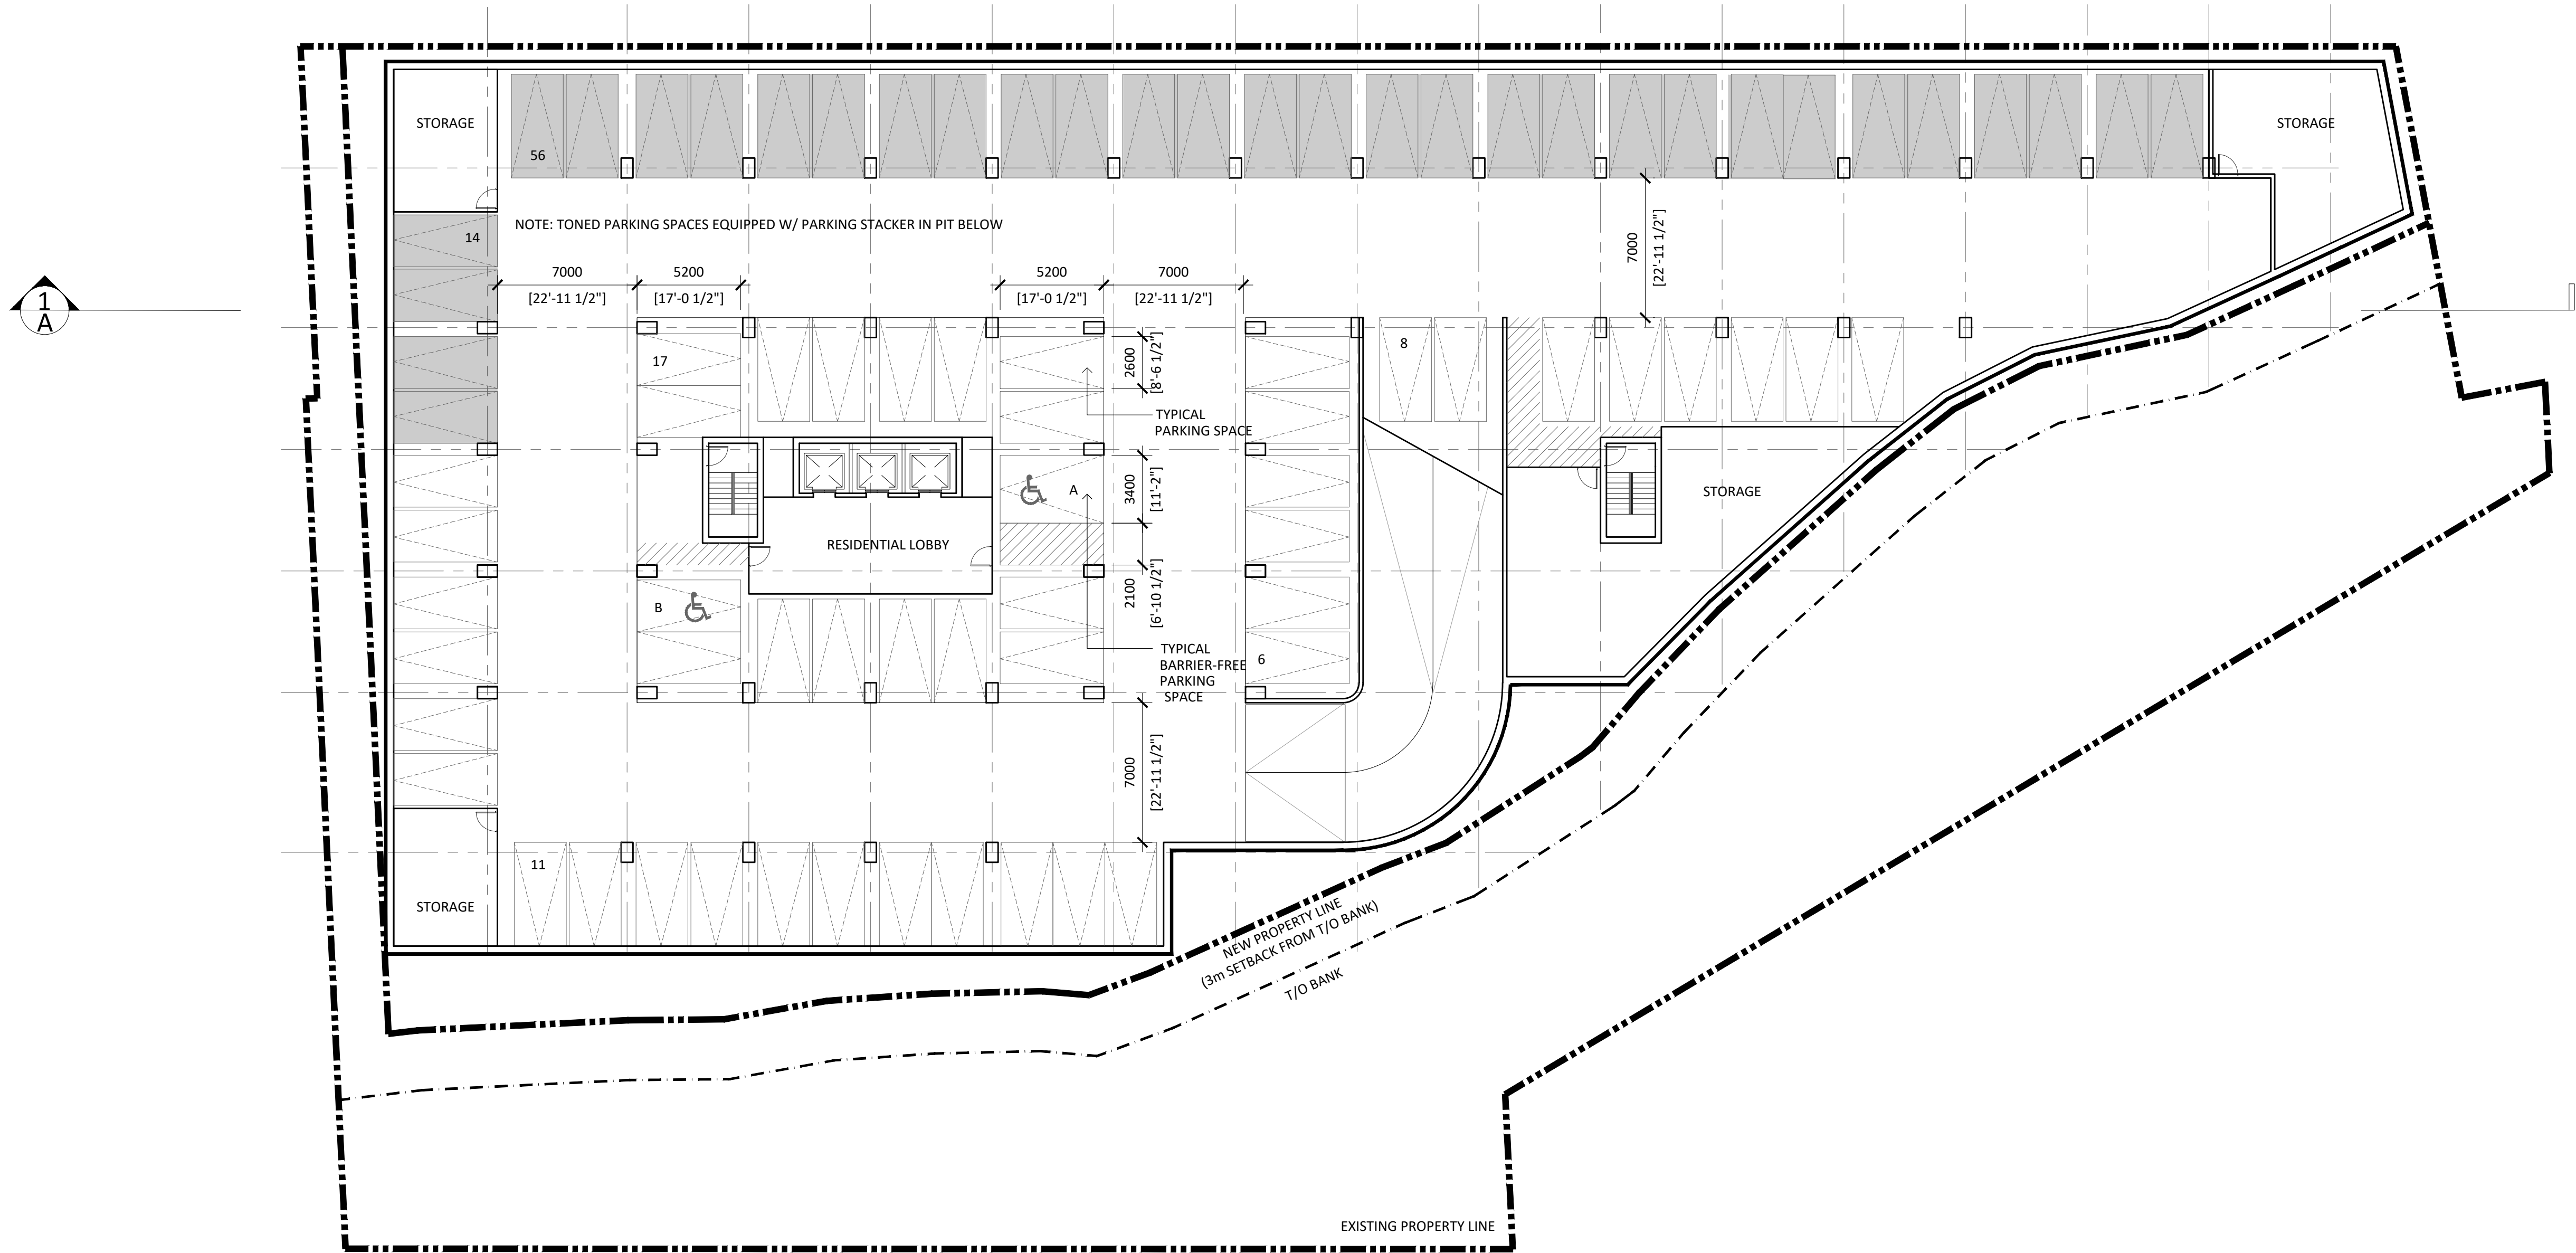 STORAGE
STORAGE
56
14
NOTE: TONED PARKING SPACES EQUIPPED W/ PARKING STACKER IN PIT BELOW
7000
[22'-11 1/2"]
5200
[17'-0 1/2"]
5200
[17'-0 1/2"]
7000
[22'-11 1/2"]
7000
[22'-11 1/2"]
1
A
17
2600
[8'-6 1/2"]
8
TYPICAL
PARKING SPACE
A
3400
[11'-2"]
STORAGE
RESIDENTIAL LOBBY
B
2100
[6'-10 1/2"]
TYPICAL
BARRIER-FREE
PARKING
SPACE
6
7000
[22'-11 1/2"]
11
STORAGE
NEW PROPERTY LINE
(3m SETBACK FROM T/O BANK)
T/O BANK
EXISTING PROPERTY LINE